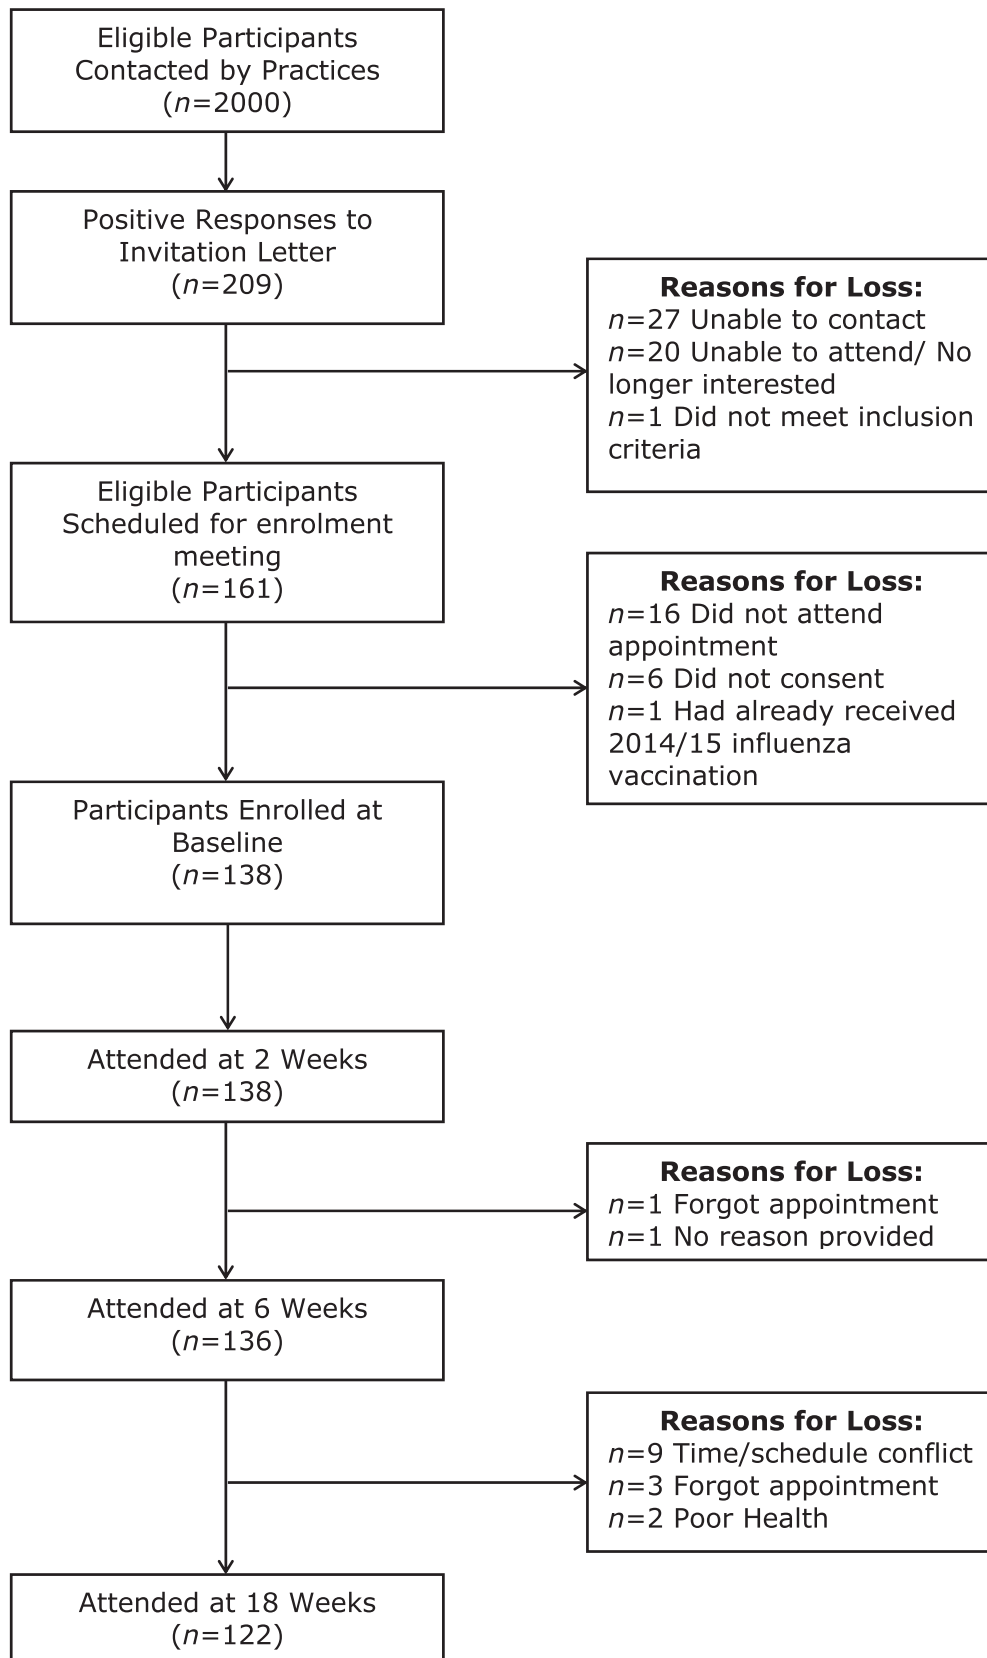 Eligible Participants
Contacted by Practices
(n=2000)
Positive Responses to
Invitation Letter
(n=209)
Reasons for Loss:
n=27 Unable to contact
n=20 Unable to attend/ No
longer interested
n=1 Did not meet inclusion
criteria
Eligible Participants
Scheduled for enrolment
meeting
(n=161)
Reasons for Loss:
n=16 Did not attend
appointment
n=6 Did not consent
n=1 Had already received
2014/15 influenza
vaccination
Participants Enrolled at
Baseline
(n=138)
Attended at 2 Weeks
(n=138)
Reasons for Loss:
n=1 Forgot appointment
n=1 No reason provided
Attended at 6 Weeks
(n=136)
Reasons for Loss:
n=9 Time/schedule conflict
n=3 Forgot appointment
n=2 Poor Health
Attended at 18 Weeks
(n=122)